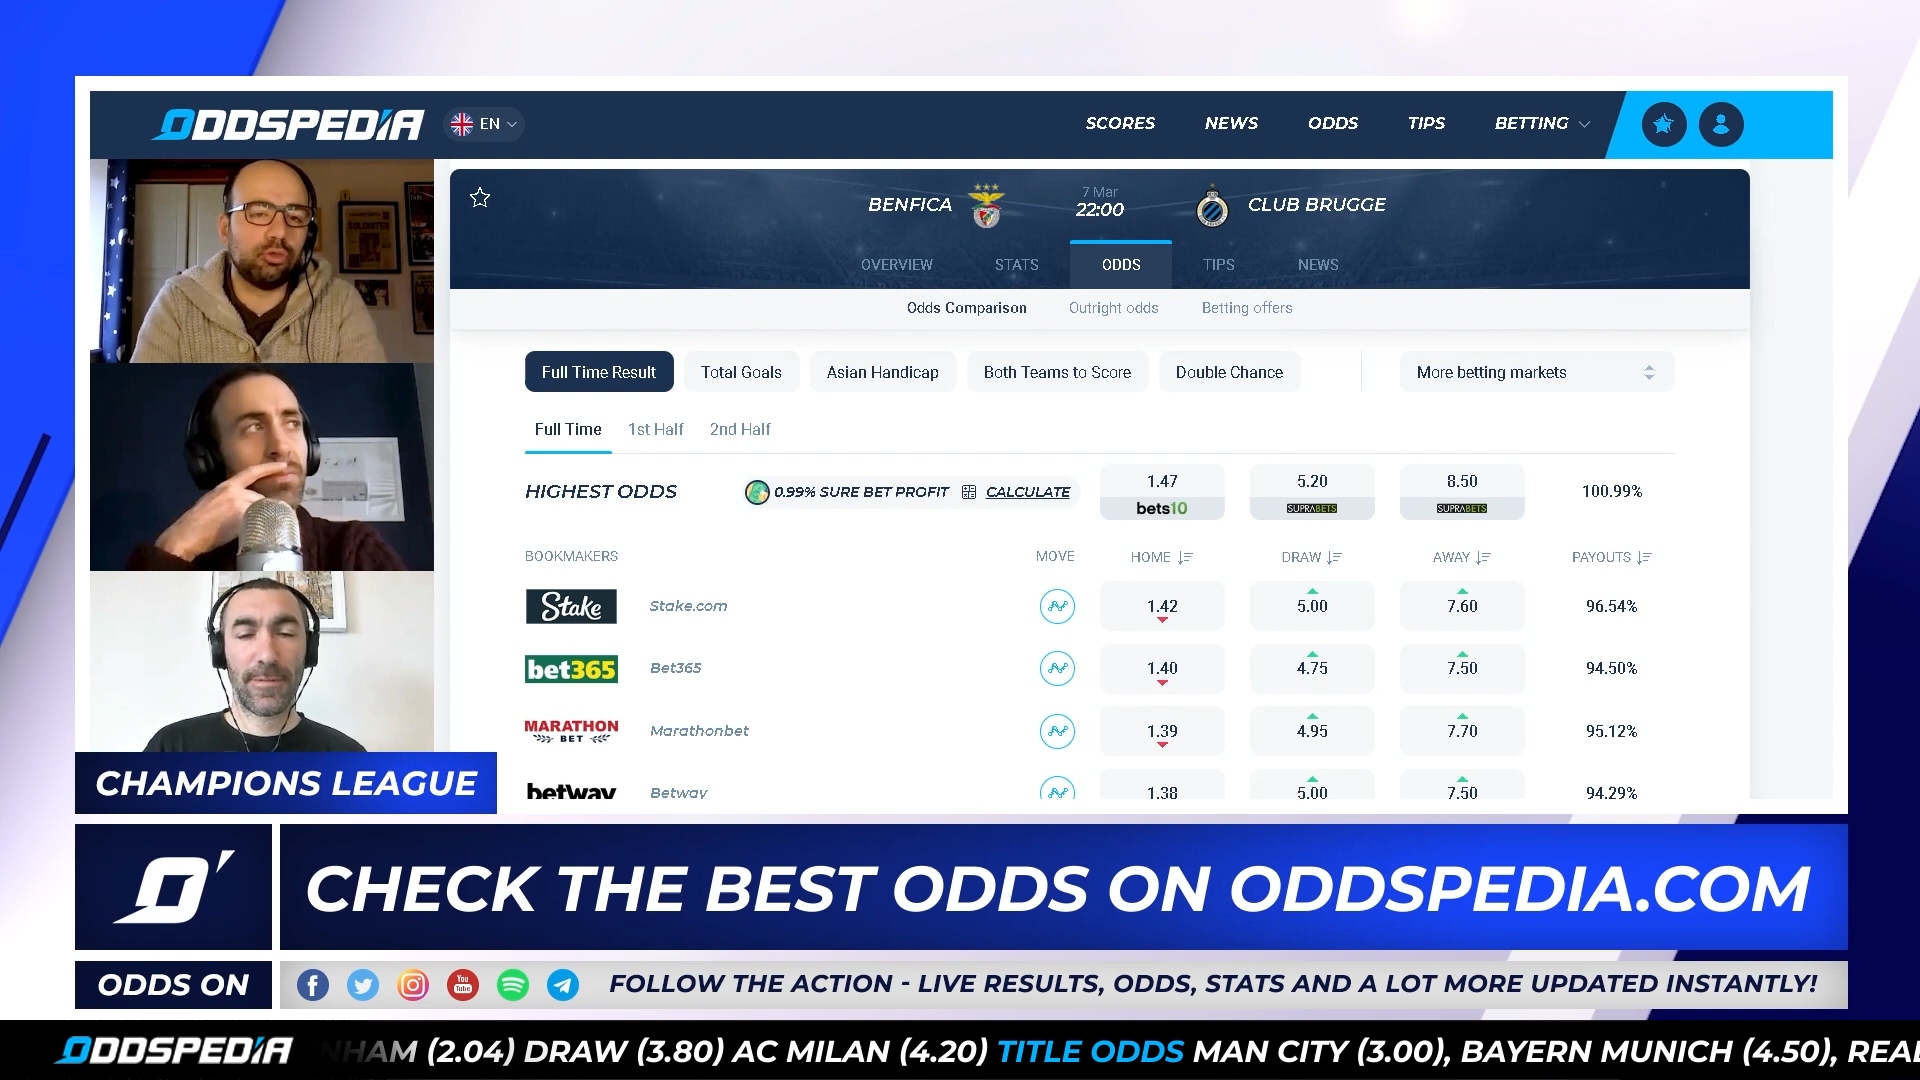 ODDSPEDIA
EN
SCORES
NEWS
ODDS
TIPS
BETTING
BENFICA
7 Mar
22:00
CLUB BRUGGE
OVERVIEW
STATS
ODDS
TIPS
NEWS
Odds Comparison
Outright odds
Betting offers
Full Time Result
Total Goals
Asian Handicap
Both Teams to Score
Double Chance
More betting markets
Full Time
1st Half
2nd Half
HIGHEST ODDS
0.99% SURE BET PROFIT
CALCULATE
1.47
bets10
5.20
SUPRABETS
8.50
SUPRABETS
100.99%
BOOKMAKERS
MOVE
HOME
DRAW
AWAY
PAYOUTS
Stake
Stake.com
1.42
5.00
7.60
96.54%
bet365
Bet365
1.40
4.75
7.50
94.50%
MARATHON
BET
Marathonbet
1.39
4.95
7.70
95.12%
betway
Betway
1.38
5.00
7.50
94.29%
CHAMPIONS LEAGUE
CHECK THE BEST ODDS ON ODDSPEDIA.COM
ODDS ON
You
Tube
FOLLOW THE ACTION - LIVE RESULTS, ODDS, STATS AND A LOT MORE UPDATED INSTANTLY!
ODDSPEDIA
NHAM (2.04) DRAW (3.80) AC MILAN (4.20) TITLE ODDS MAN CITY (3.00), BAYERN MUNICH (4.50), REAL